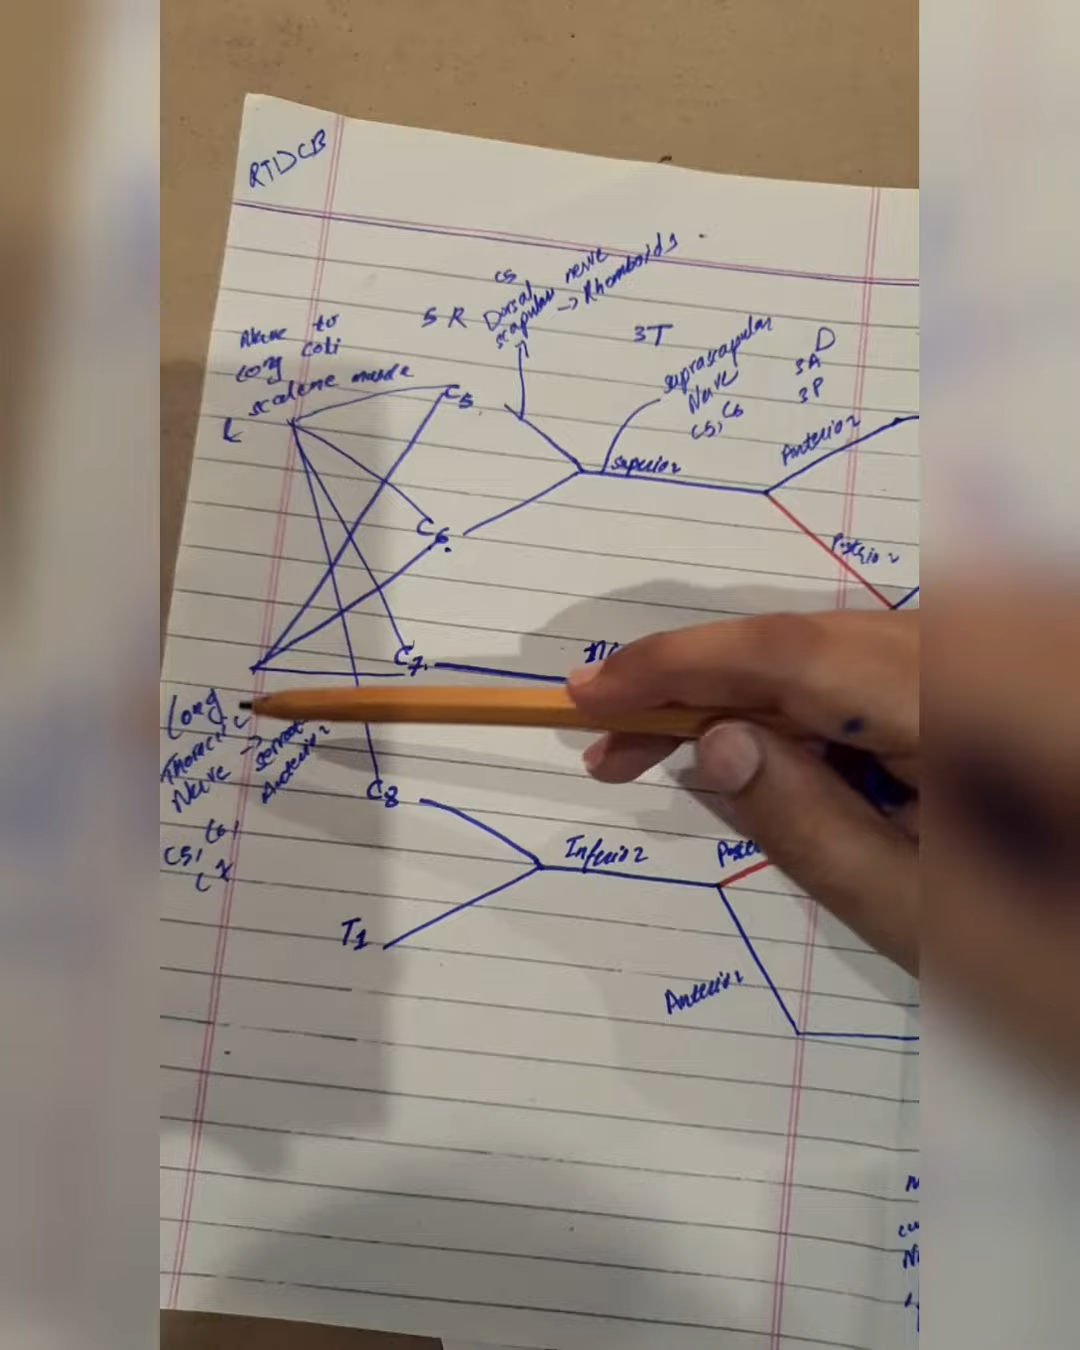 RTDCB
C5
5 R
Dorsal
scapular nerve
→ Rhomboids
3T
D
3A
3P
Nerve to
long coli
scalene muscle
L
C5
suprascapular
Nerve
C5, C6
Superior
Anterior
Posterior
C6
C7
Long
Thoracic
Nerve →
Anterior
C5, C6,
C7
C8
Inferior
T1
Anterior